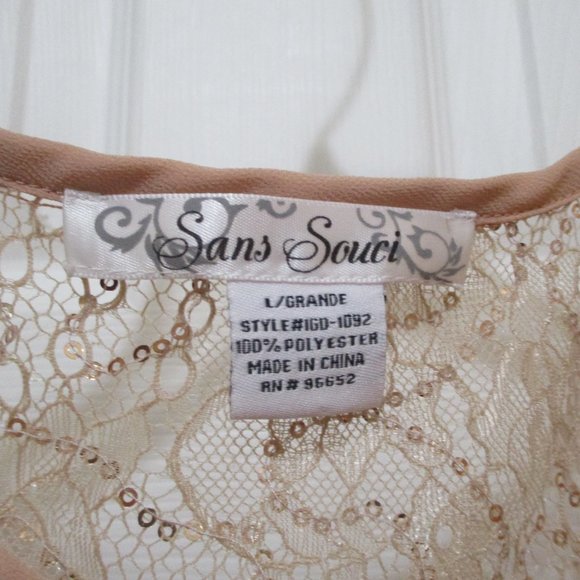 Sans Souci
L/GRANDE
STYLE#IGD-1092
100% POLYESTER
MADE IN CHINA
RN# 96652